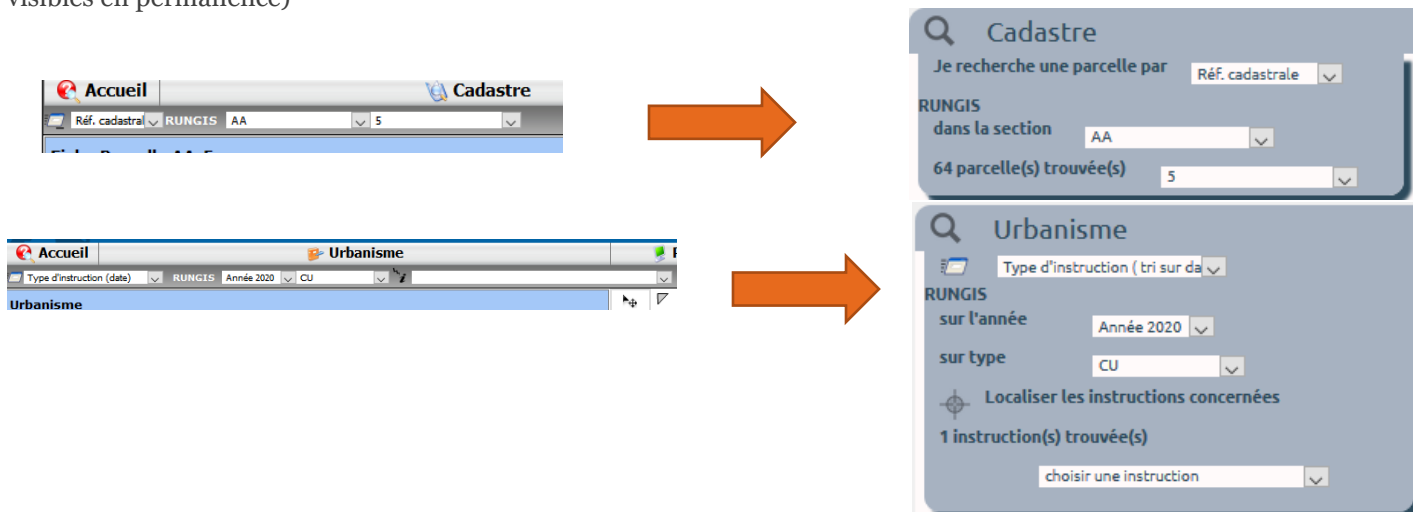 visibles en permanence)
Accueil Cadastre
Réf. cadastral RUNGIS AA 5
Cadastre
Je recherche une parcelle par Réf. cadastrale
RUNGIS
dans la section AA
64 parcelle(s) trouvée(s) 5
Accueil Urbanisme
Type d'instruction (date) RUNGIS Année 2020 CU
Urbanisme
Urbanisme
Type d'instruction ( tri sur da
RUNGIS
sur l'année Année 2020
sur type CU
Localiser les instructions concernées
1 instruction(s) trouvée(s)
choisir une instruction